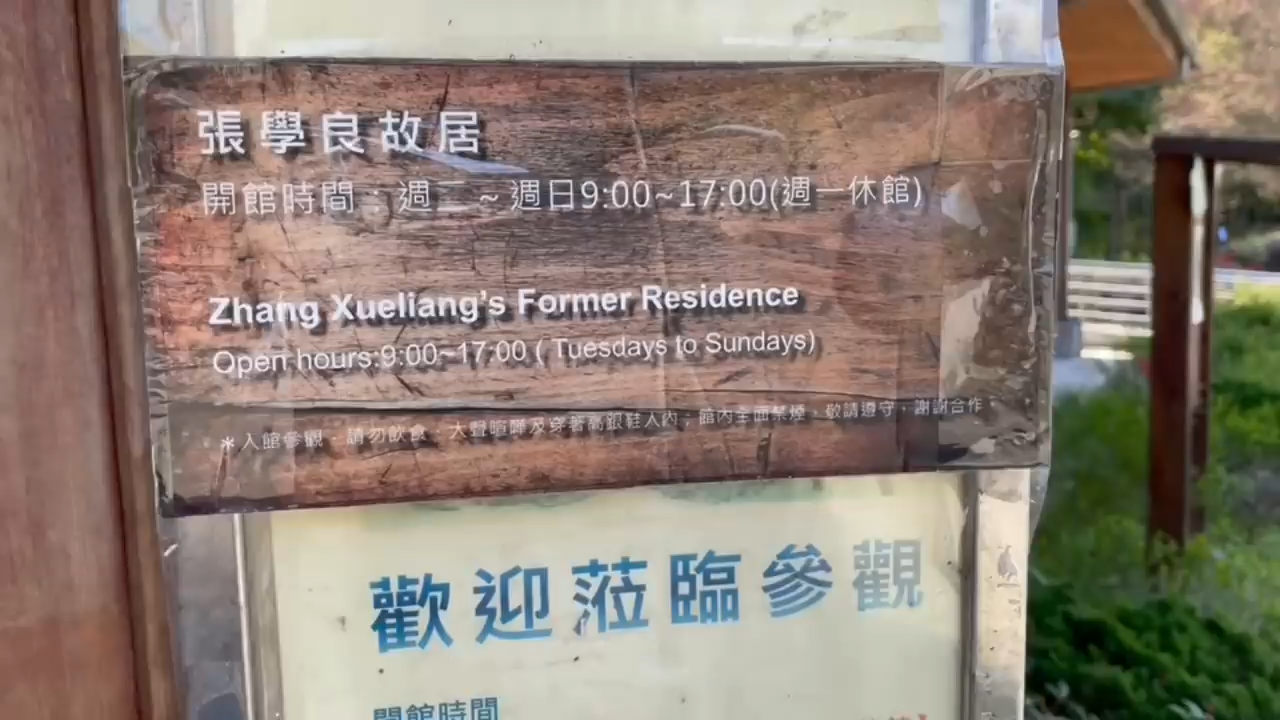 張學良故居
開館時間：週二～週日9:00~17:00(週一休館)
Zhang Xueliang's Former Residence
Open hours:9:00~17:00 ( Tuesdays to Sundays)
＊入館參觀，請勿飲食、大聲喧嘩及穿著高跟鞋入內；館內全面禁煙，敬請遵守，謝謝合作。
歡迎蒞臨參觀
開館時間